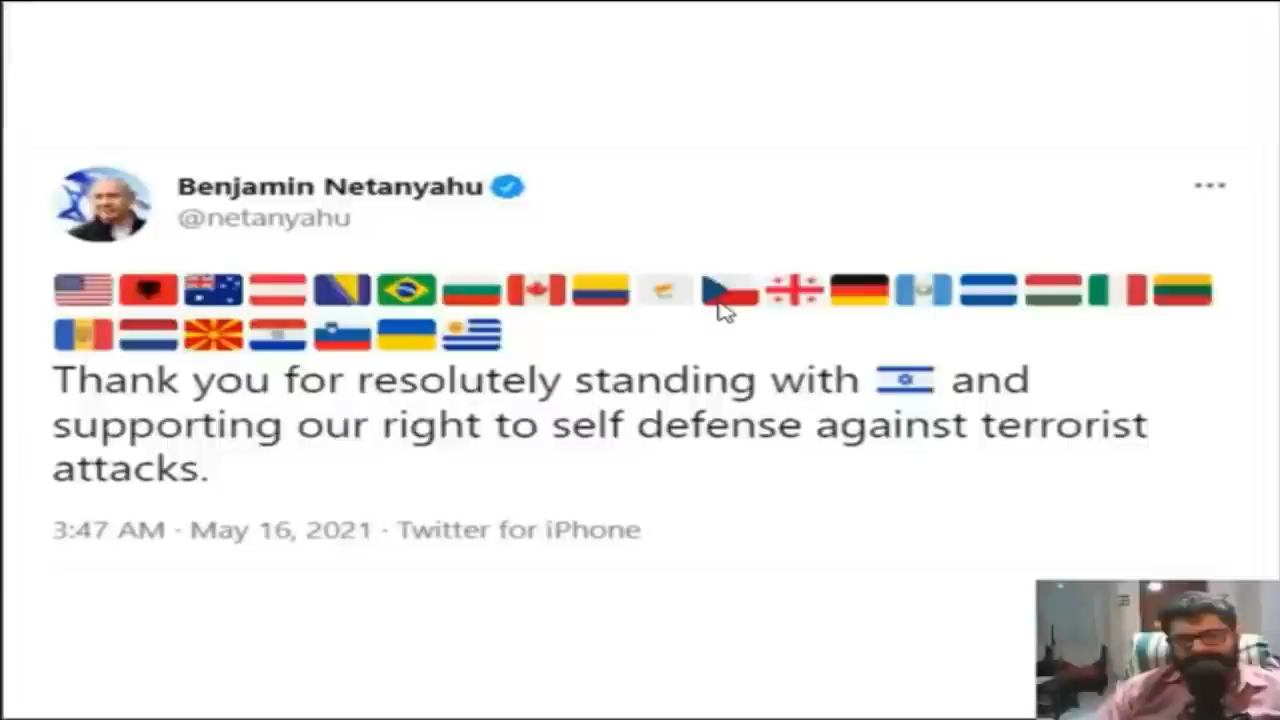 Benjamin Netanyahu
@netanyahu
Thank you for resolutely standing with 🇮🇱 and
supporting our right to self defense against terrorist
attacks.
3:47 AM · May 16, 2021 · Twitter for iPhone